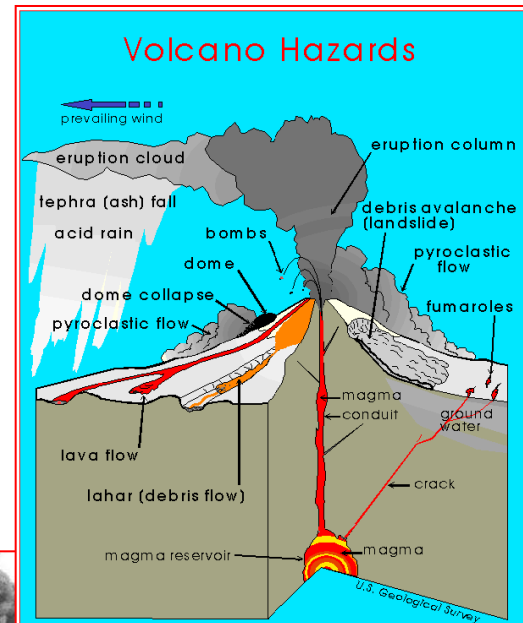 Volcano Hazards
prevailing wind
eruption cloud
eruption column
tephra (ash) fall
debris avalanche
(landslide)
acid rain
bombs
pyroclastic
flow
dome
dome collapse
fumaroles
pyroclastic flow
magma
conduit
ground
water
lava flow
crack
lahar (debris flow)
magma reservoir
magma
U.S. Geological Survey